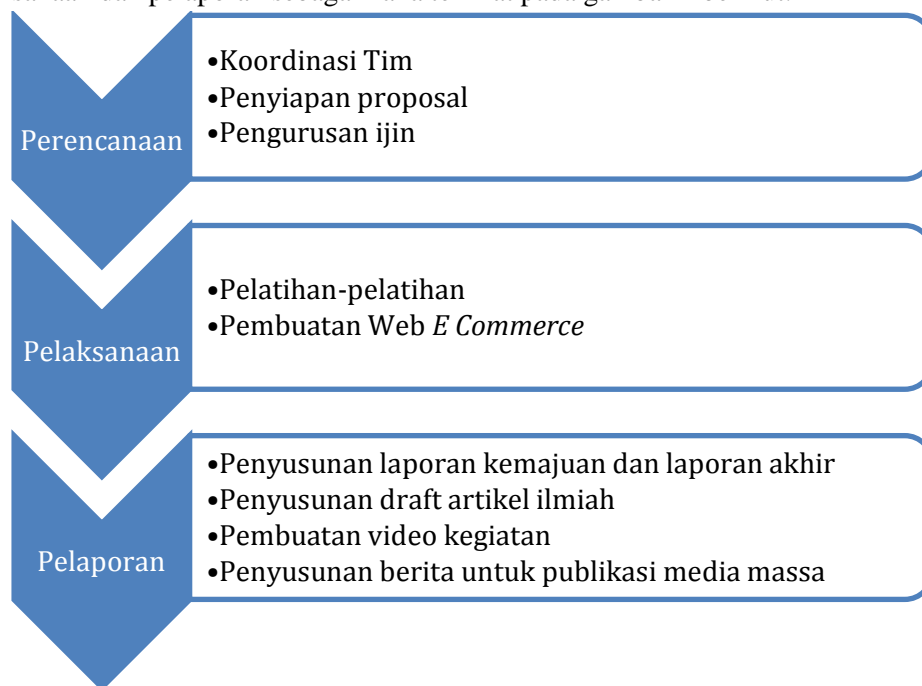 Perencanaan
•Koordinasi Tim
•Penyiapan proposal
•Pengurusan ijin
Pelaksanaan
•Pelatihan-pelatihan
•Pembuatan Web E Commerce
Pelaporan
•Penyusunan laporan kemajuan dan laporan akhir
•Penyusunan draft artikel ilmiah
•Pembuatan video kegiatan
•Penyusunan berita untuk publikasi media massa